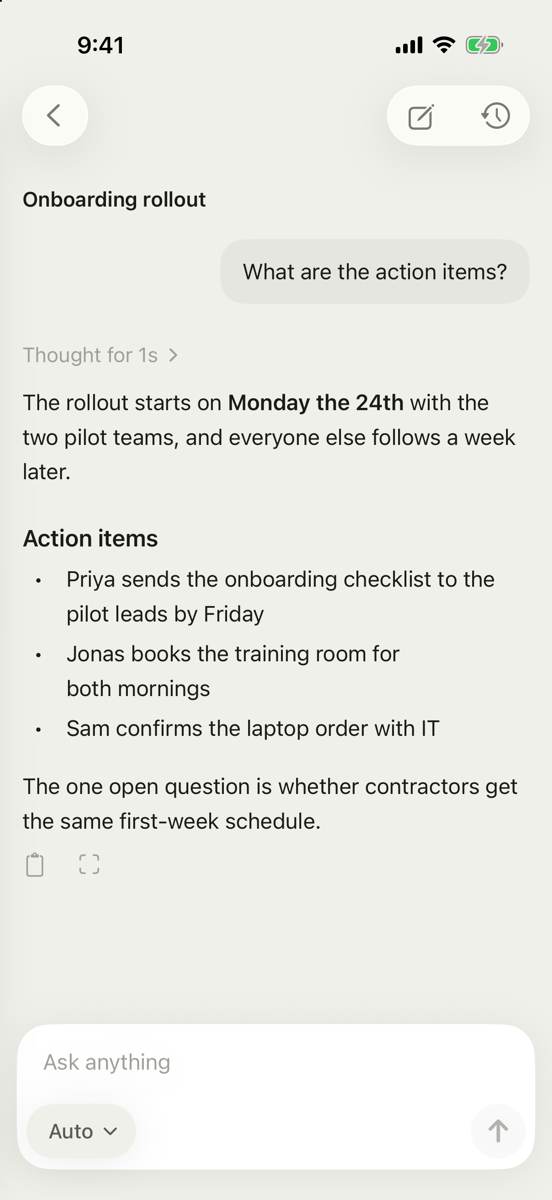 9:41
Onboarding rollout
What are the action items?
Thought for 1s
The rollout starts on Monday the 24th with the
two pilot teams, and everyone else follows a week
later.
Action items
• Priya sends the onboarding checklist to the
pilot leads by Friday
• Jonas books the training room for
both mornings
• Sam confirms the laptop order with IT
The one open question is whether contractors get
the same first-week schedule.
Ask anything
Auto